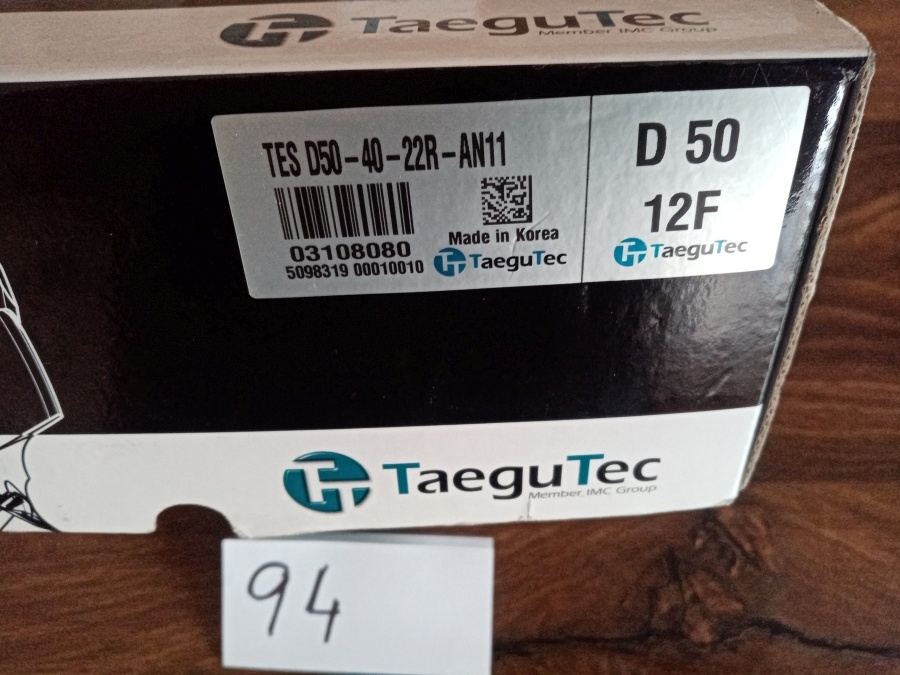 TaeguTec
Member IMC Group
TES D50-40-22R-AN11
03108080
5098319 00010010
Made in Korea
TaeguTec
D 50
12F
TaeguTec
TaeguTec
Member IMC Group
94